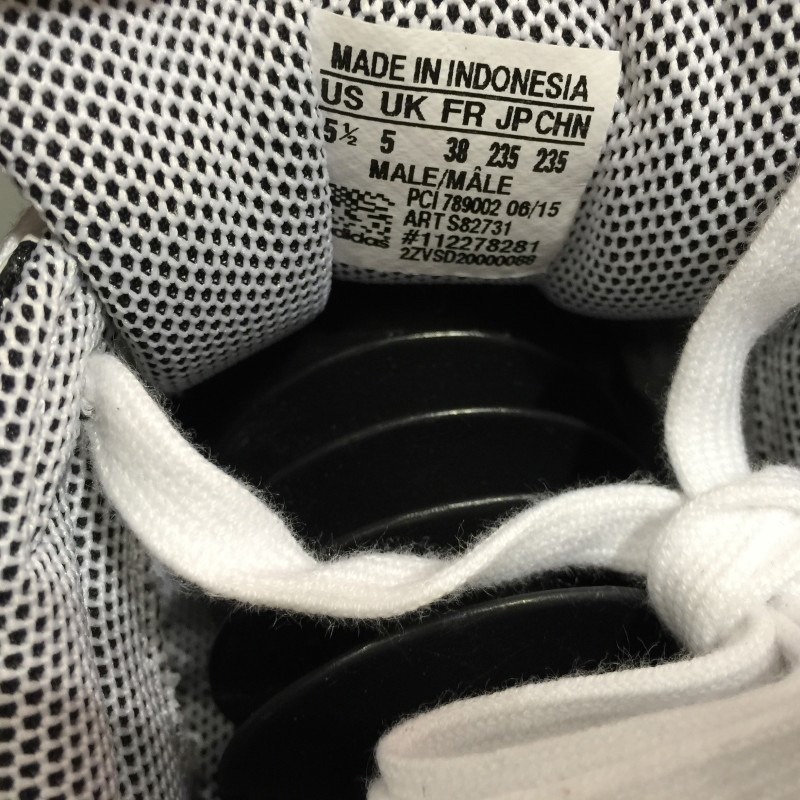 MADE IN INDONESIA
US UK FR JP CHN
5½ 5 38 235 235
MALE/MÂLE
PCI 789002 06/15
ART S82731
#112278281
adidas
2ZVSD20000088